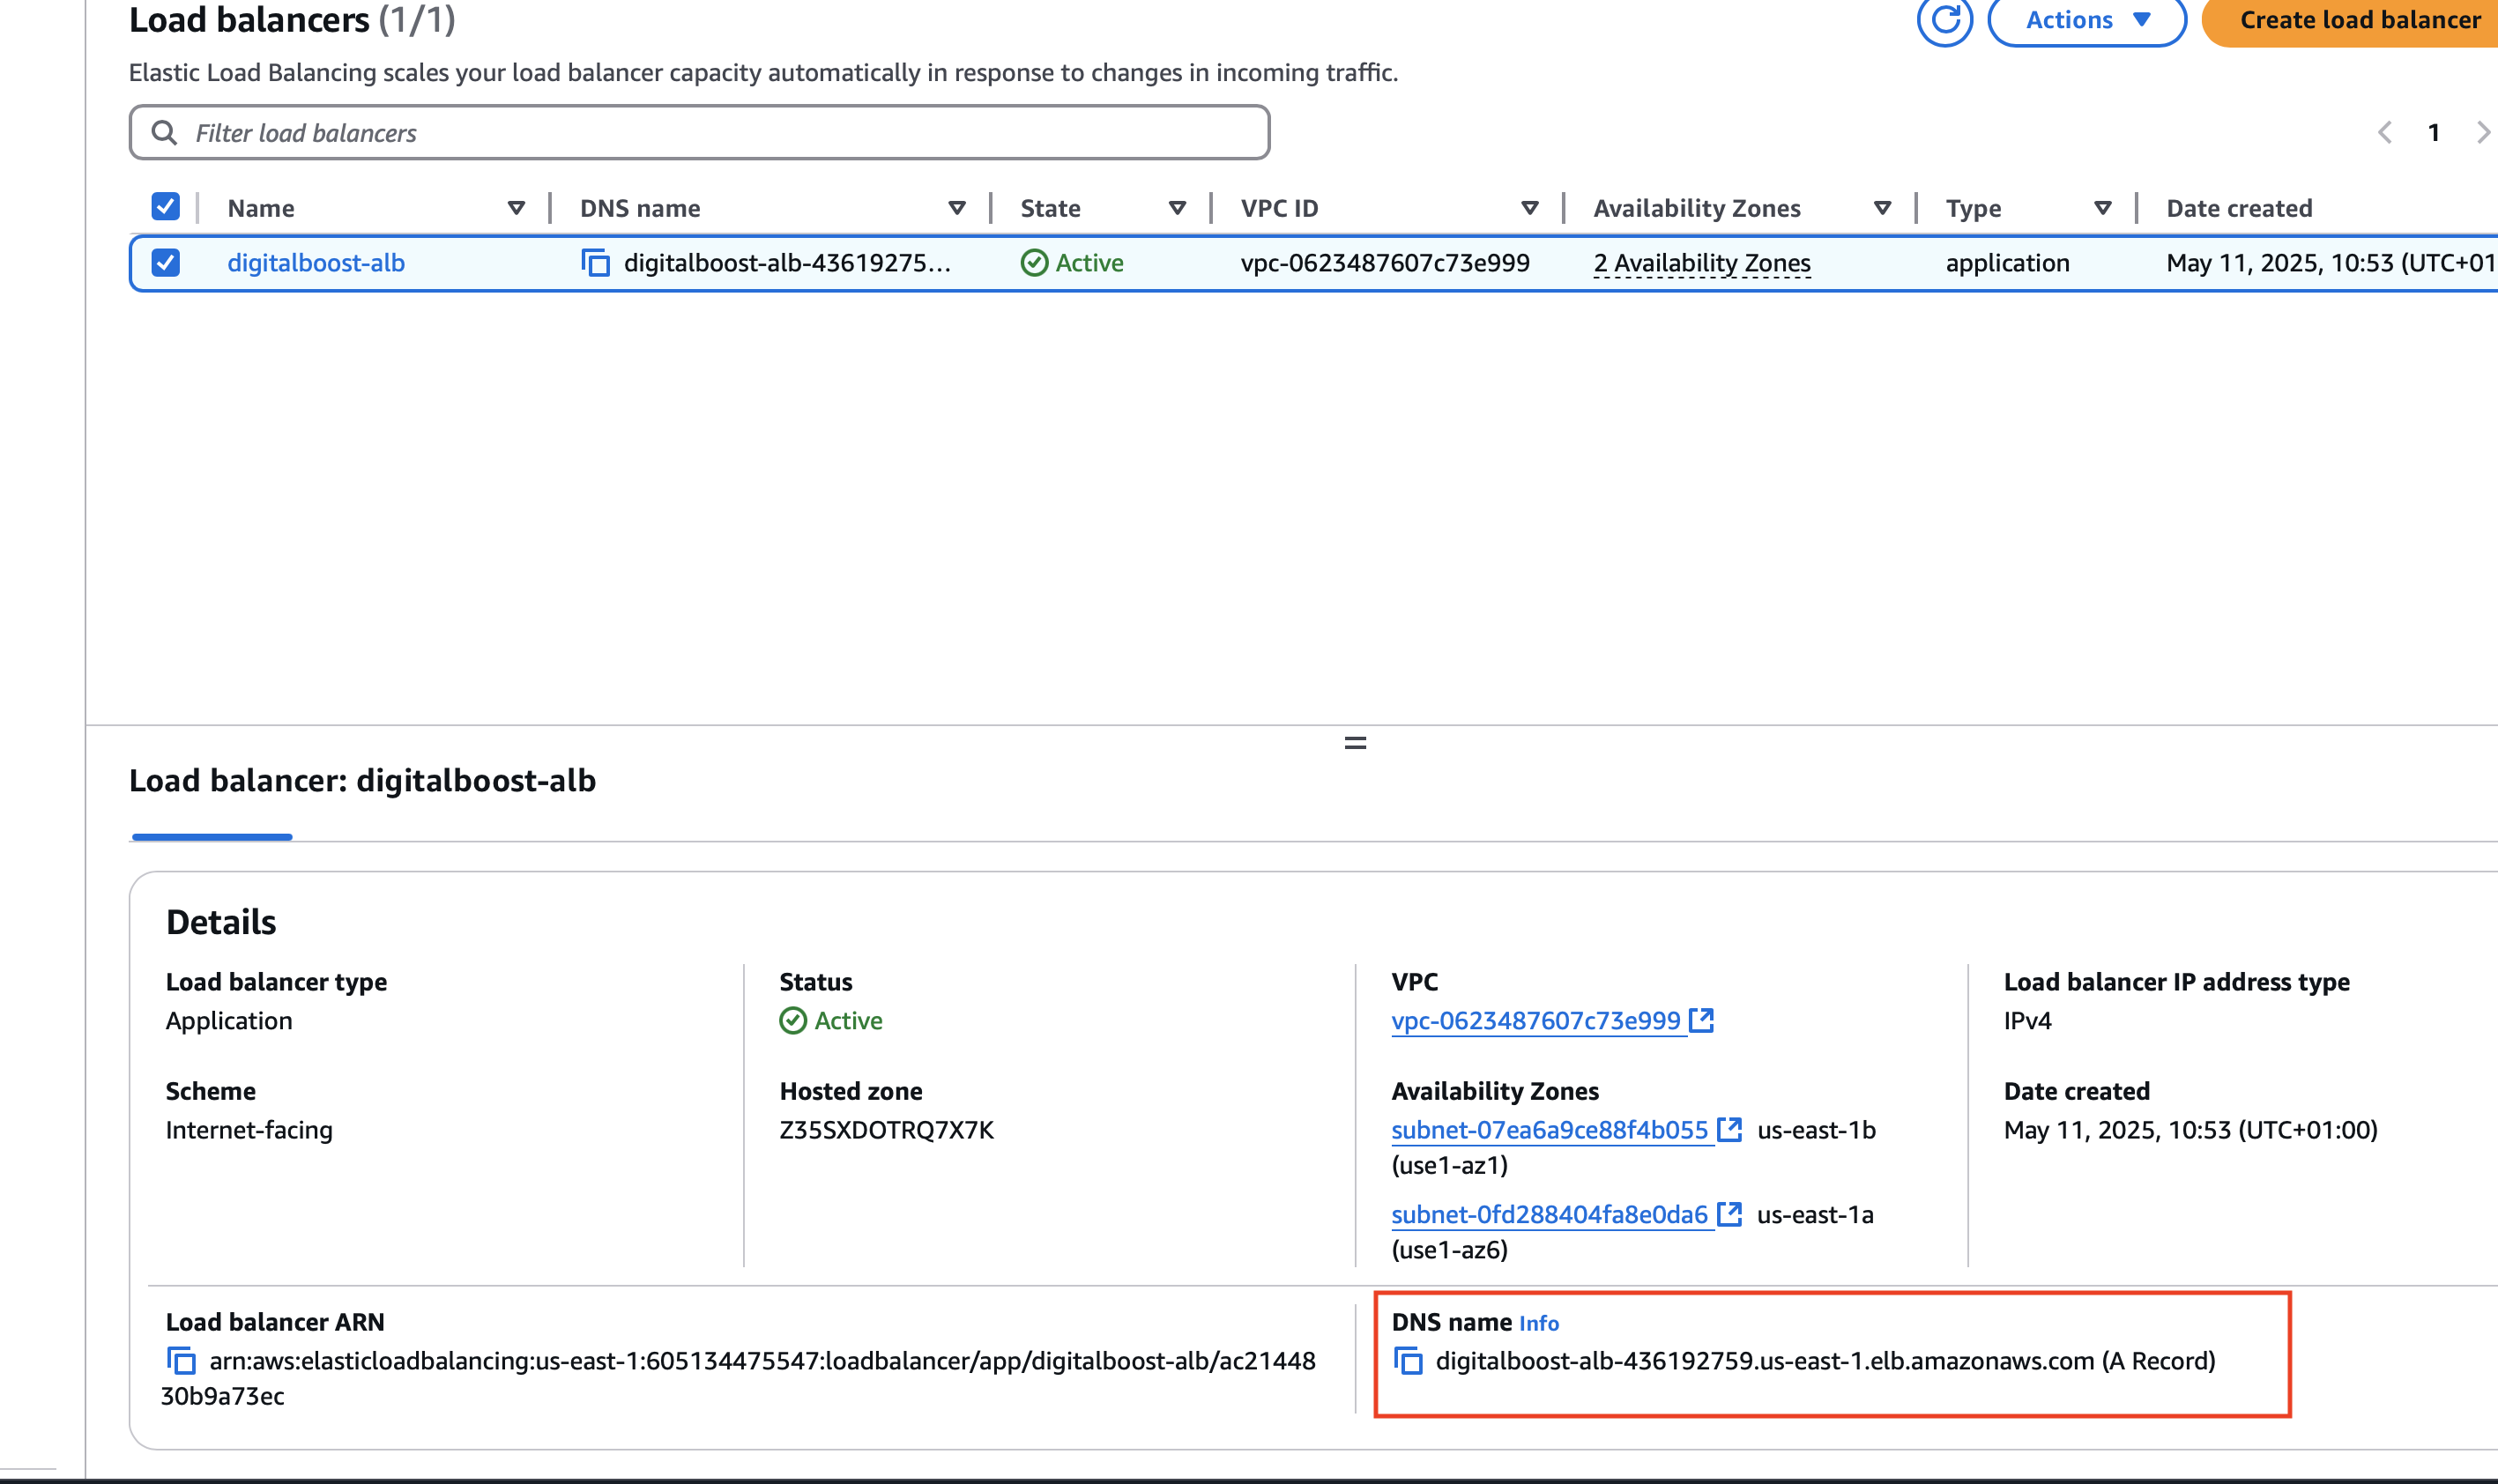 Load balancers (1/1)
Actions
Create load balancer
Elastic Load Balancing scales your load balancer capacity automatically in response to changes in incoming traffic.
Filter load balancers
1
Name DNS name State VPC ID Availability Zones Type Date created
digitalboost-alb digitalboost-alb-43619275... Active vpc-0623487607c73e999 2 Availability Zones application May 11, 2025, 10:53 (UTC+01
Load balancer: digitalboost-alb
Details
Load balancer type
Application
Scheme
Internet-facing
Status
Active
Hosted zone
Z35SXDOTRQ7X7K
VPC
vpc-0623487607c73e999
Availability Zones
subnet-07ea6a9ce88f4b055 us-east-1b
(use1-az1)
subnet-0fd288404fa8e0da6 us-east-1a
(use1-az6)
Load balancer IP address type
IPv4
Date created
May 11, 2025, 10:53 (UTC+01:00)
Load balancer ARN
arn:aws:elasticloadbalancing:us-east-1:605134475547:loadbalancer/app/digitalboost-alb/ac21448
30b9a73ec
DNS name Info
digitalboost-alb-436192759.us-east-1.elb.amazonaws.com (A Record)